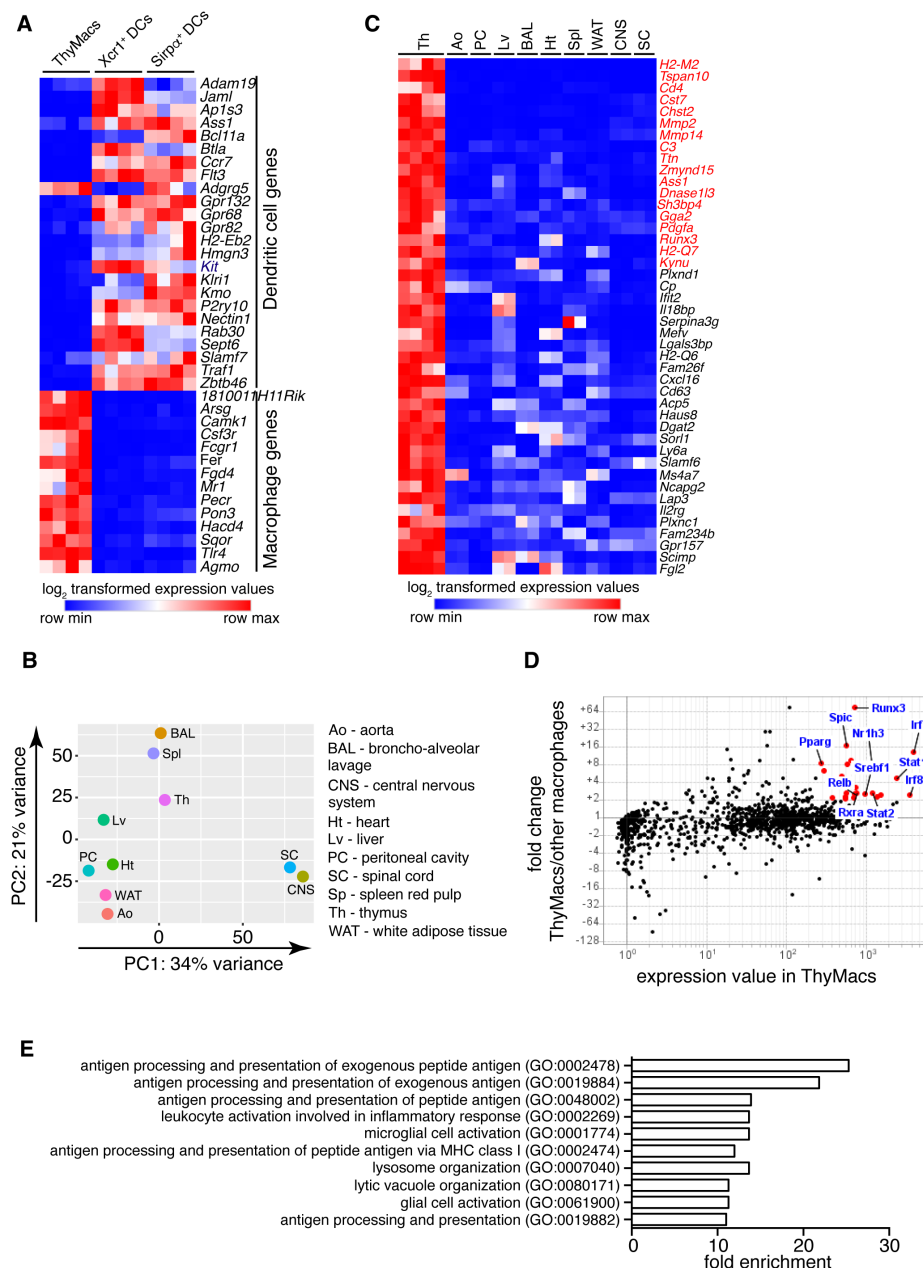 A
ThyMacs
Xcr1⁺ DCs
Sirpα⁺ DCs
Adam19
Jaml
Ap1s3
Ass1
Bcl11a
Btla
Ccr7
Flt3
Adgrg5
Gpr132
Gpr68
Gpr82
H2-Eb2
Hmgn3
Kit
Klri1
Kmo
P2ry10
Nectin1
Rab30
Sept6
Slamf7
Traf1
Zbtb46
1810011H11Rik
Arsg
Camk1
Csf3r
Fcgr1
Fer
Fgd4
Mr1
Pecr
Pon3
Hacd4
Sqor
Tlr4
Agmo
Dendritic cell genes
Macrophage genes
log₂ transformed expression values
row min
row max
C
Th
Ao
PC
Lv
BAL
Ht
Spl
WAT
CNS
SC
H2-M2
Tspan10
Cd4
Cst7
Chst2
Mmp2
Mmp14
C3
Ttn
Zmynd15
Ass1
Dnase1l3
Sh3bp4
Gga2
Pdgfa
Runx3
H2-Q7
Kynu
Plxnd1
Cp
Ifit2
Il18bp
Serpina3g
Mefv
Lgals3bp
H2-Q6
Fam26f
Cxcl16
Cd63
Acp5
Haus8
Dgat2
Sorl1
Ly6a
Slamf6
Ms4a7
Ncapg2
Lap3
Il2rg
Plxnc1
Fam234b
Gpr157
Scimp
Fgl2
log₂ transformed expression values
row min
row max
B
PC2: 21% variance
50
25
0
-25
BAL
Spl
Th
Lv
PC
Ht
WAT
Ao
SC
CNS
0
50
PC1: 34% variance
Ao - aorta
BAL - broncho-alveolar
lavage
CNS - central nervous
system
Ht - heart
Lv - liver
PC - peritoneal cavity
SC - spinal cord
Sp - spleen red pulp
Th - thymus
WAT - white adipose tissue
D
fold change
ThyMacs/other macrophages
+64
+32
+16
+8
+4
+2
1
-2
-4
-8
-16
-32
-64
-128
Runx3
Spic
Nr1h3
Pparg
Srebf1
Relb
Irf8
Rxra
Stat2
10⁰
10¹
10²
10³
expression value in ThyMacs
E
antigen processing and presentation of exogenous peptide antigen (GO:0002478)
antigen processing and presentation of exogenous antigen (GO:0019884)
antigen processing and presentation of peptide antigen (GO:0048002)
leukocyte activation involved in inflammatory response (GO:0002269)
microglial cell activation (GO:0001774)
antigen processing and presentation of peptide antigen via MHC class I (GO:0002474)
lysosome organization (GO:0007040)
lytic vacuole organization (GO:0080171)
glial cell activation (GO:0061900)
antigen processing and presentation (GO:0019882)
0
10
20
30
fold enrichment